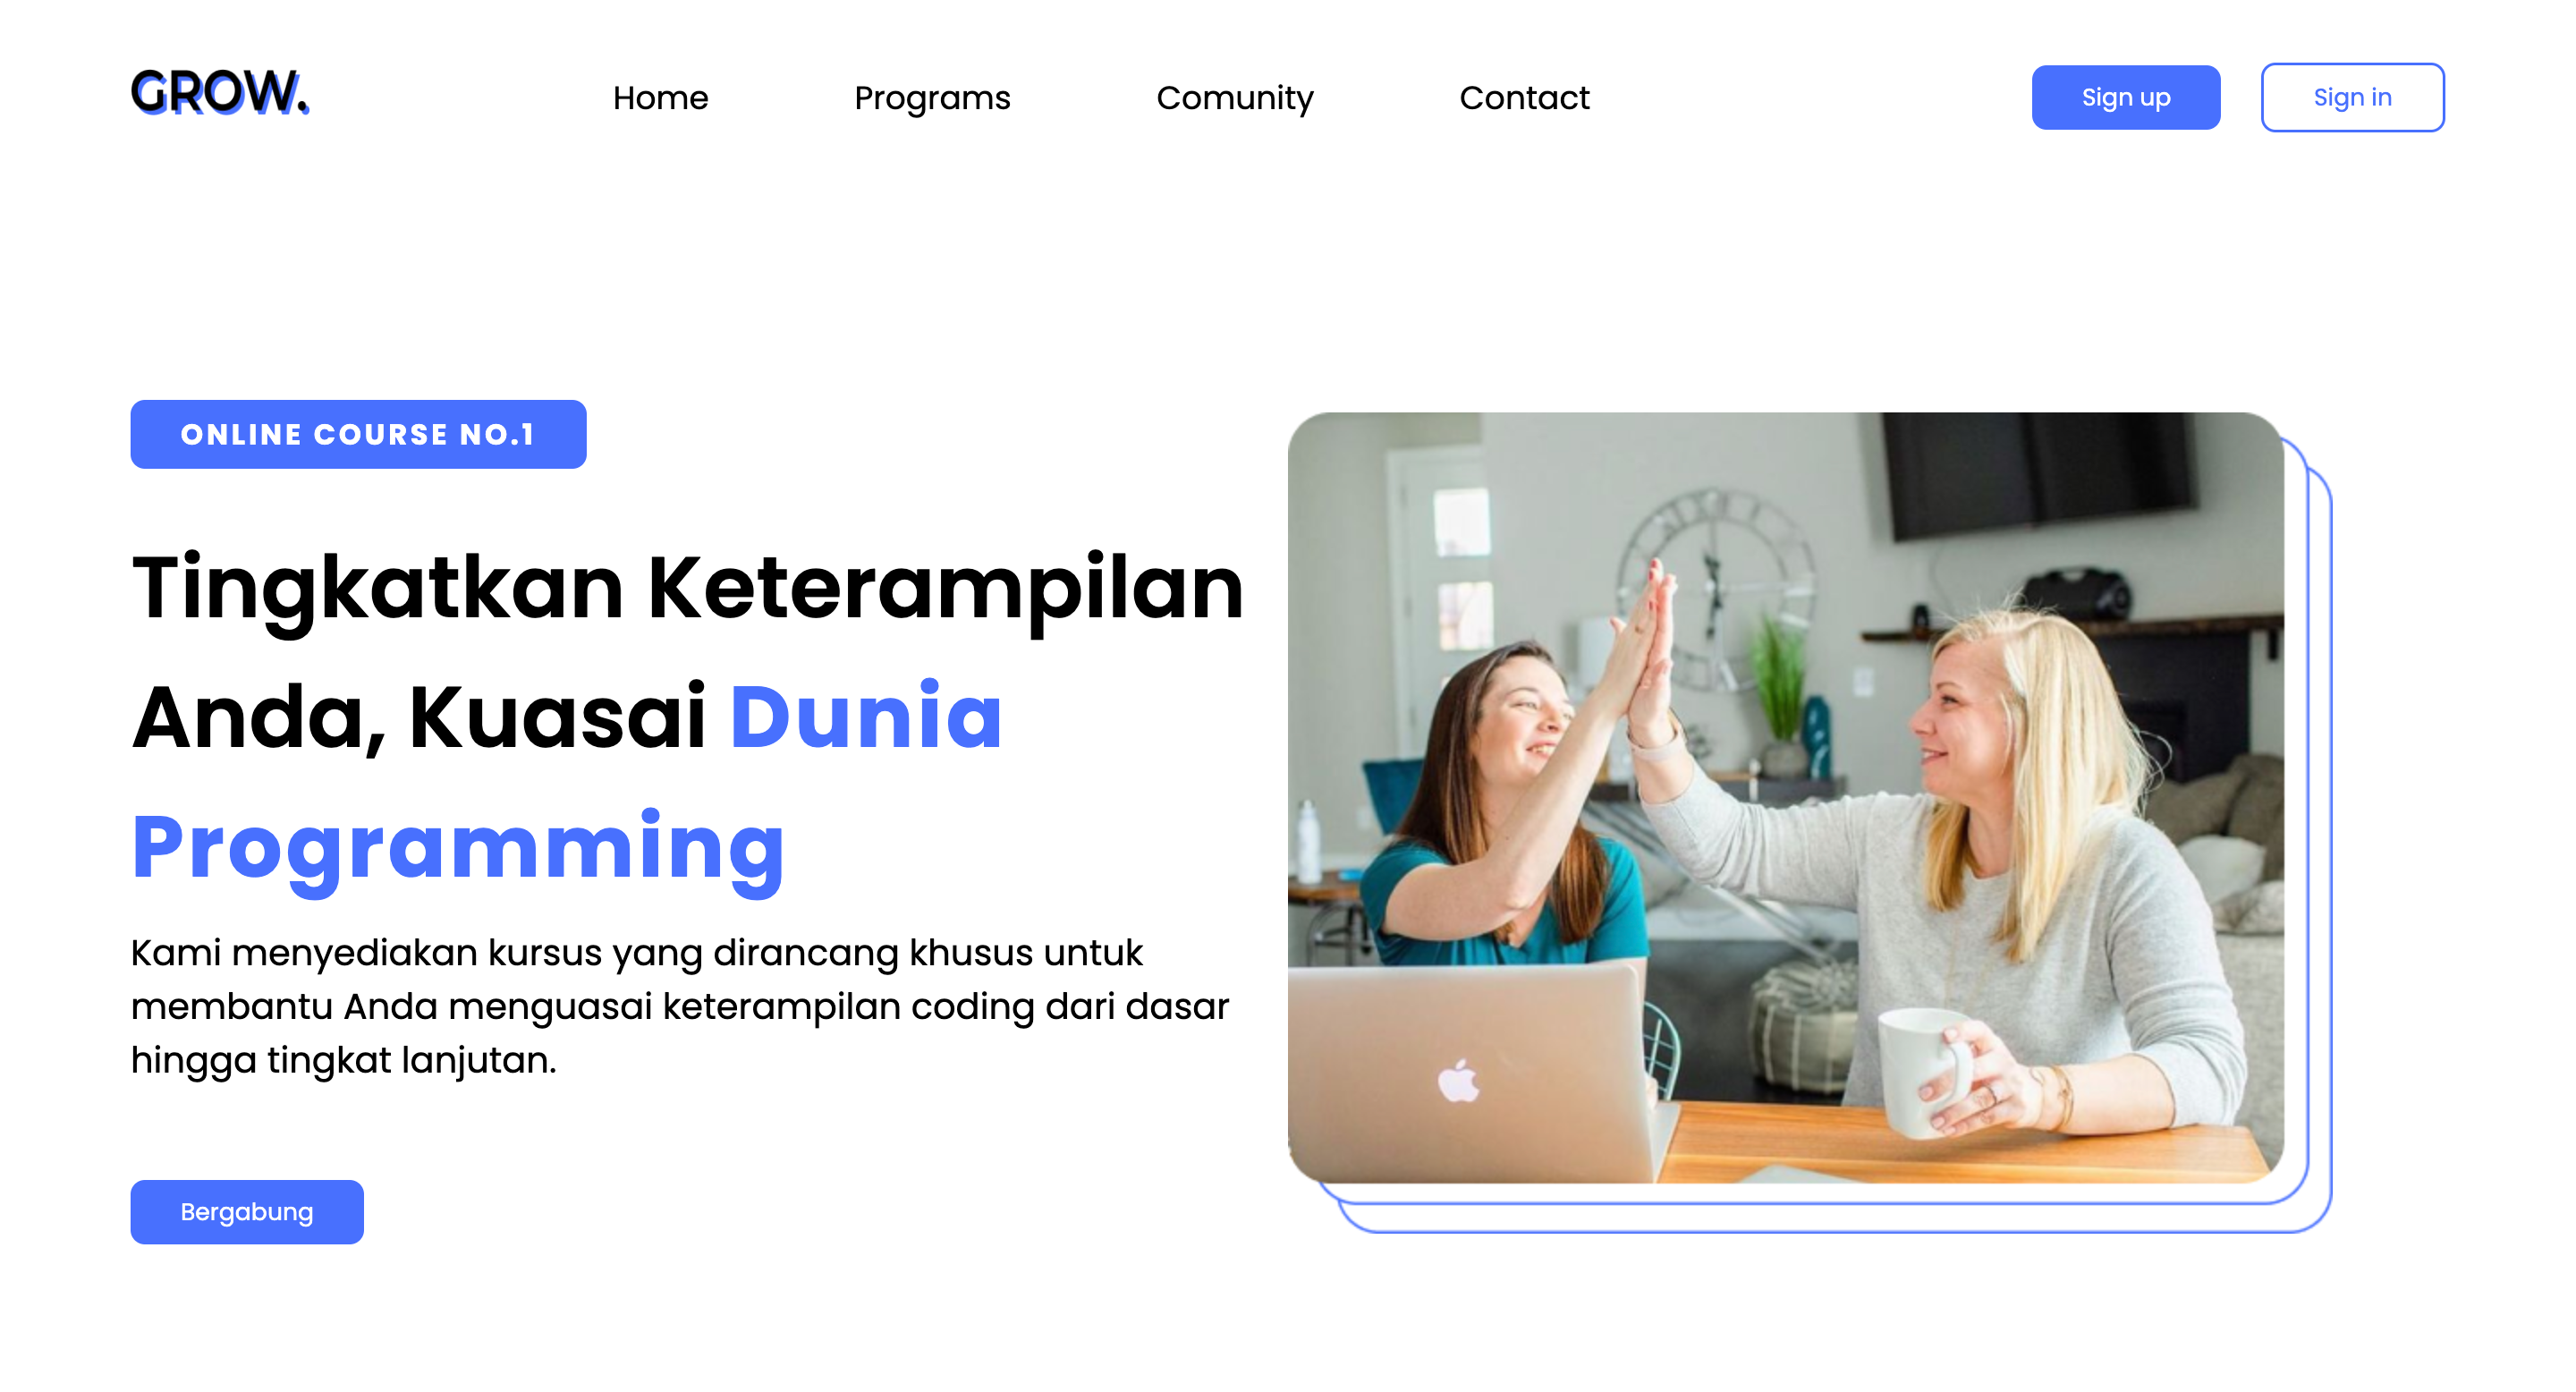 GROW.
Home
Programs
Comunity
Contact
Sign up
Sign in
ONLINE COURSE NO.1
Tingkatkan Keterampilan
Anda, Kuasai Dunia
Programming
Kami menyediakan kursus yang dirancang khusus untuk
membantu Anda menguasai keterampilan coding dari dasar
hingga tingkat lanjutan.
Bergabung